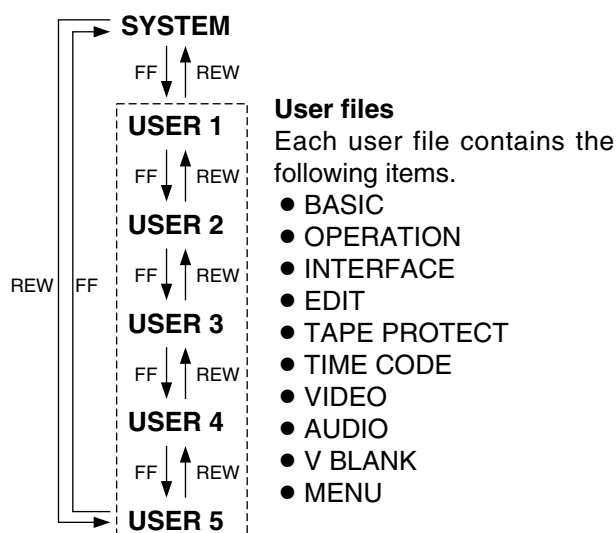 SYSTEM
FF REW
USER 1
FF REW
USER 2
FF REW
USER 3
FF REW
USER 4
FF REW
USER 5
REW FF
User files
Each user file contains the
following items.
● BASIC
● OPERATION
● INTERFACE
● EDIT
● TAPE PROTECT
● TIME CODE
● VIDEO
● AUDIO
● V BLANK
● MENU